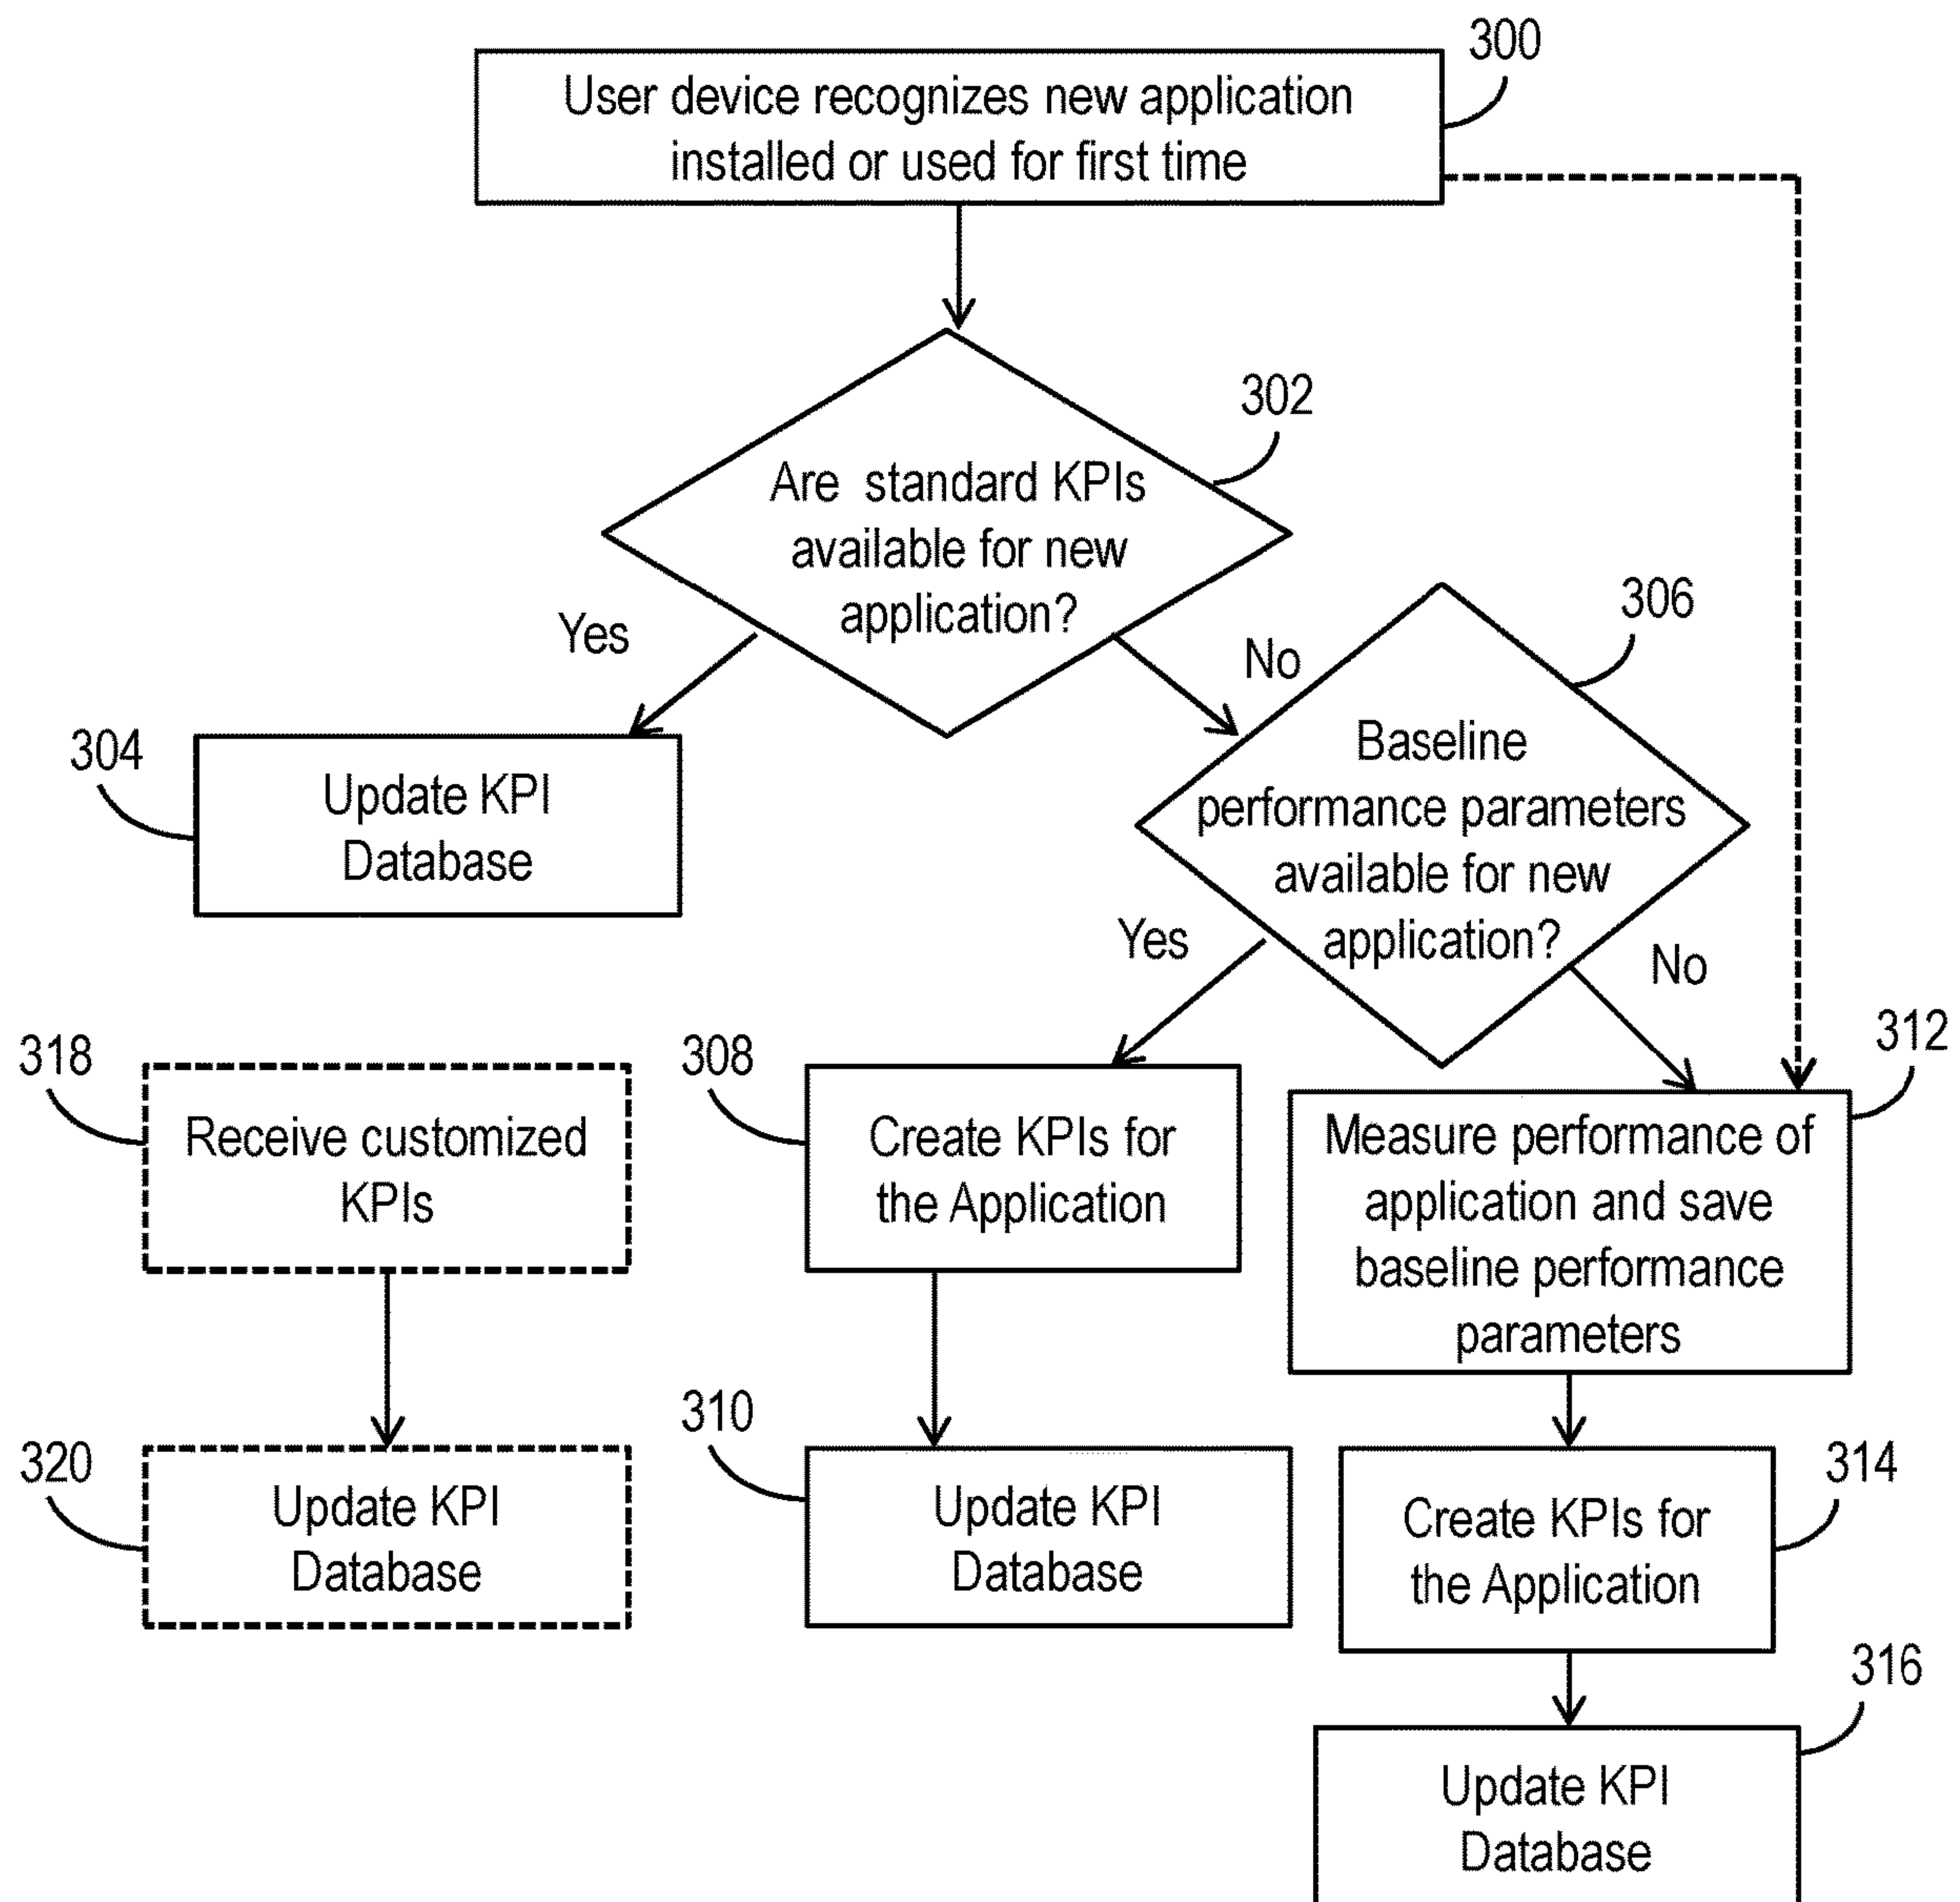 300
User device recognizes new application
installed or used for first time
302
Are standard KPIs
available for new
application?
Yes
No
304
Update KPI
Database
306
Baseline
performance parameters
available for new
application?
Yes
No
318
Receive customized
KPIs
308
Create KPIs for
the Application
312
Measure performance of
application and save
baseline performance
parameters
320
Update KPI
Database
310
Update KPI
Database
314
Create KPIs for
the Application
316
Update KPI
Database